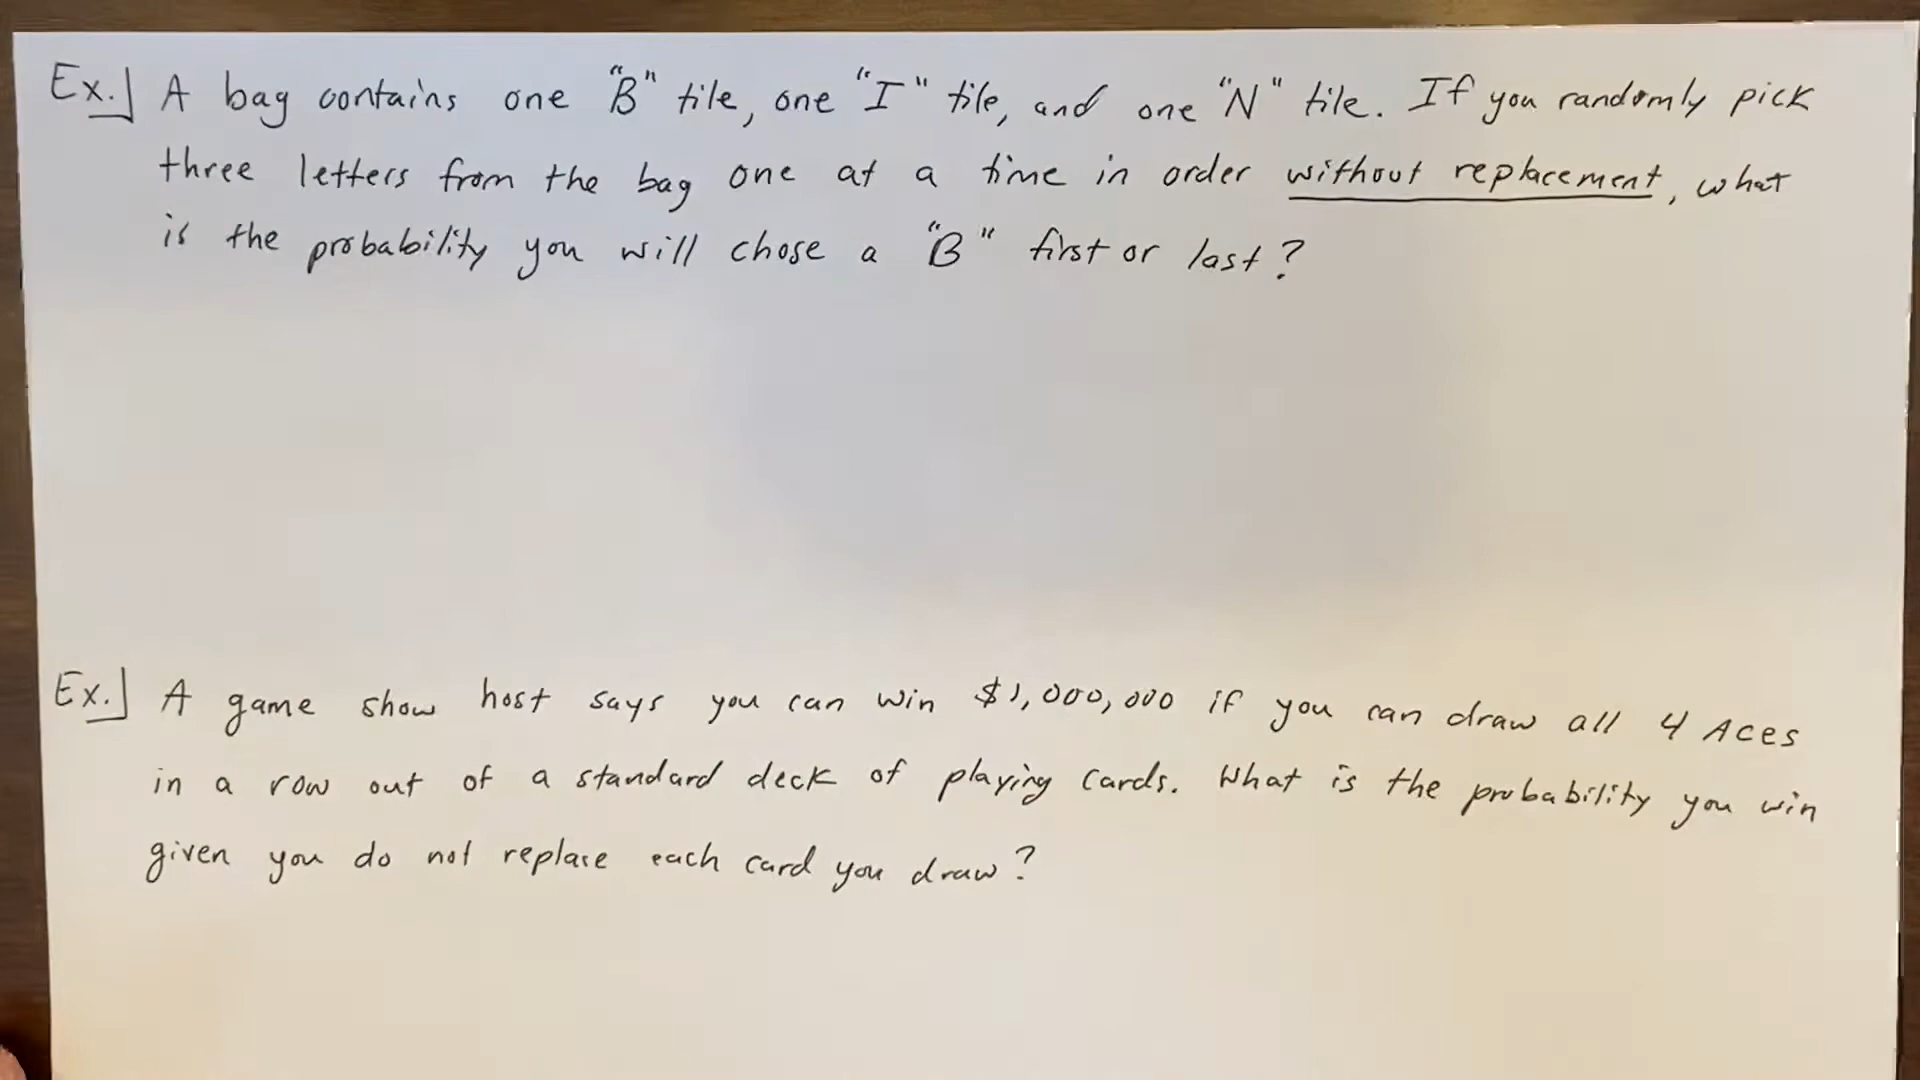 Ex.] A bag contains one "B" tile, one "I" tile, and one "N" tile. If you randomly pick
three letters from the bag one at a time in order without replacement, what
is the probability you will chose a "B" first or last?
Ex.] A game show host says you can win $1,000,000 if you can draw all 4 Aces
in a row out of a standard deck of playing cards. What is the probability you win
given you do not replace each card you draw?